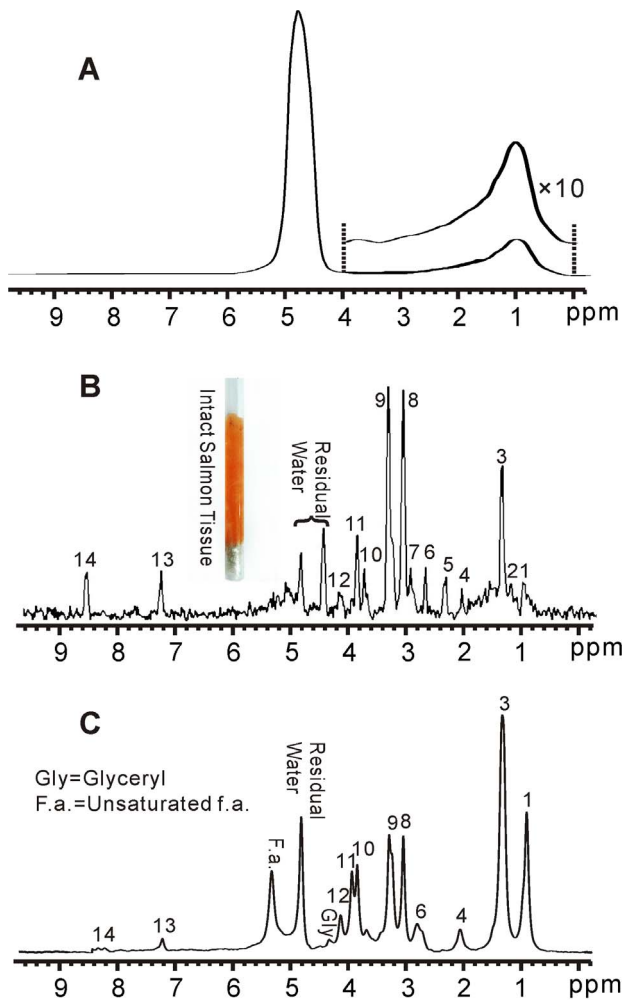 A
×10
9 8 7 6 5 4 3 2 1 ppm
B
Intact Salmon Tissue
Residual
Water
14 13 12 11 10 9 8 7 6 5 4 3 21
9 8 7 6 5 4 3 2 1 ppm
C
Gly=Glyceryl
F.a.=Unsaturated f.a.
Residual
Water
14 13 F.a. Gly 12 11 10 9 8 6 4 3 1
9 8 7 6 5 4 3 2 1 ppm